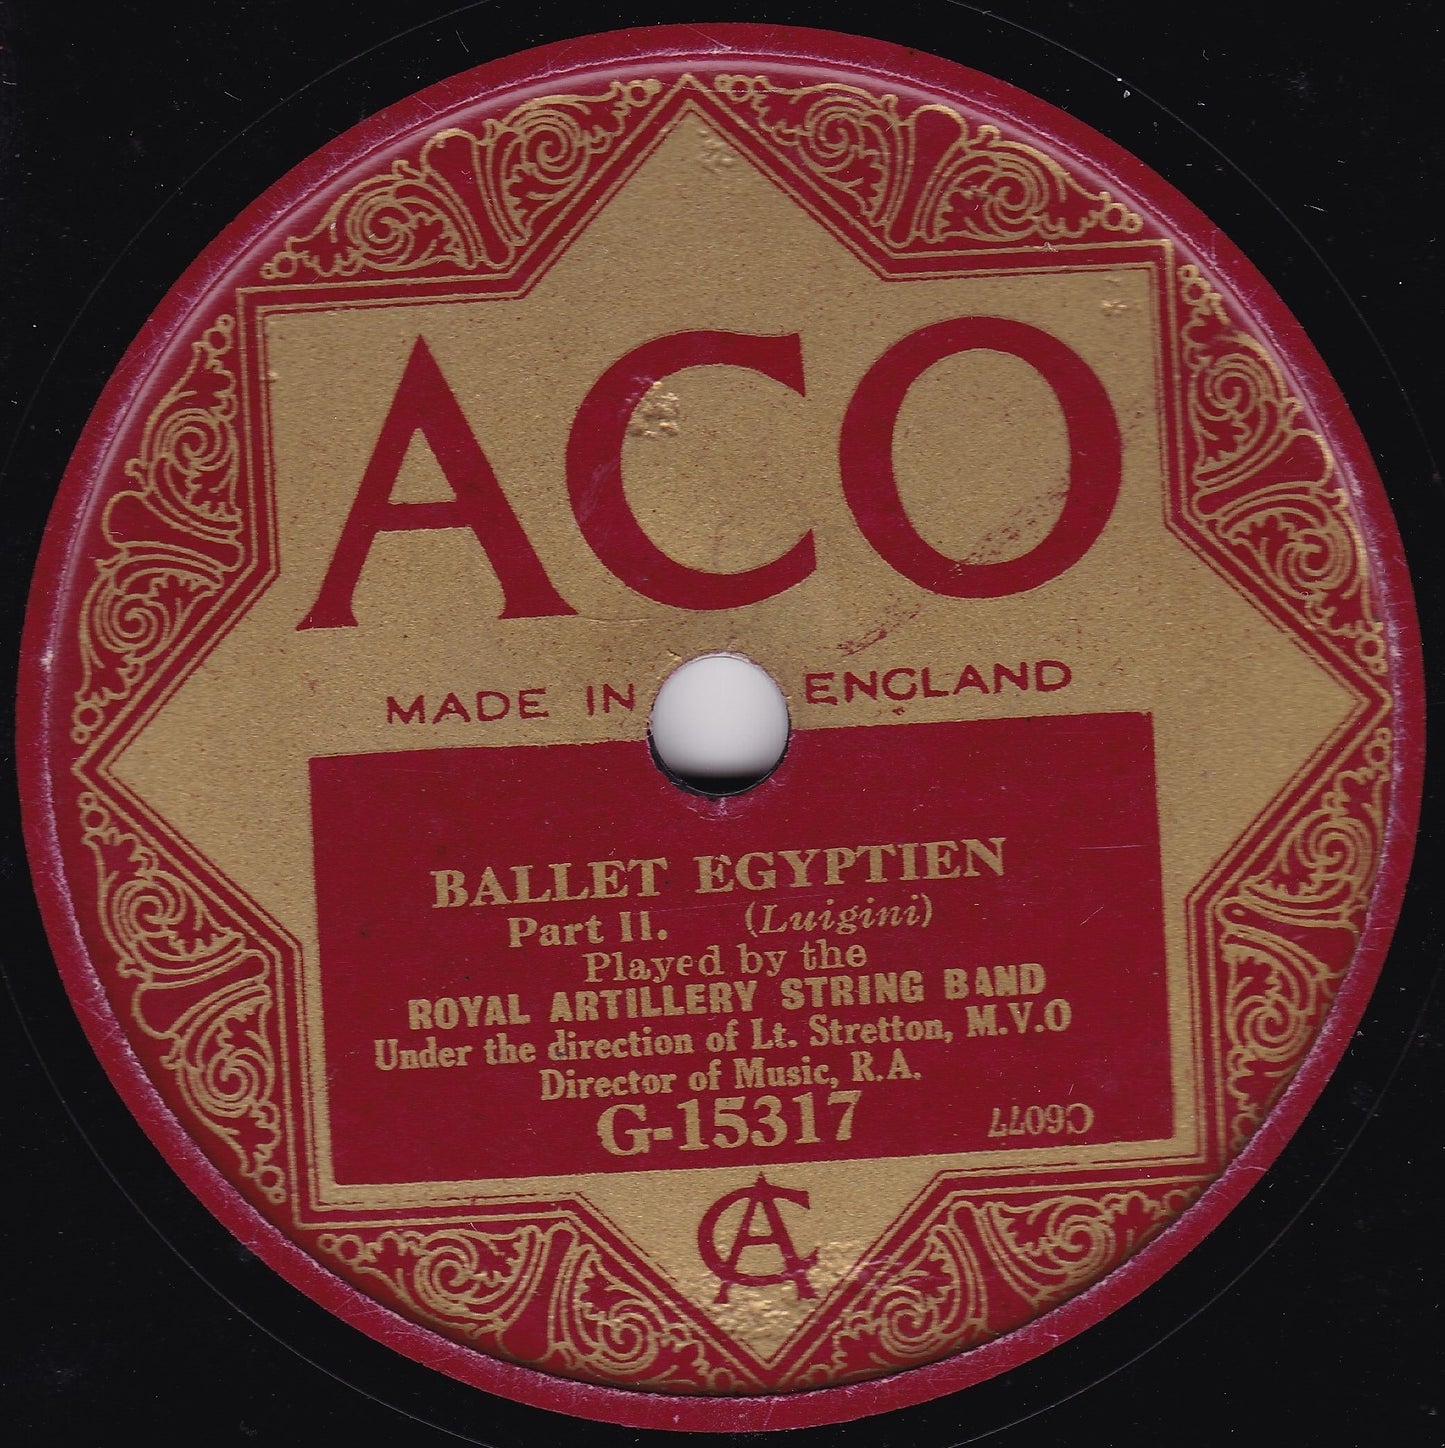 ACO
MADE IN ENGLAND
BALLET EGYPTIEN
Part II. (Luigini)
Played by the
ROYAL ARTILLERY STRING BAND
Under the direction of Lt. Stretton, M.V.O
Director of Music, R.A.
G-15317 C6077
AC